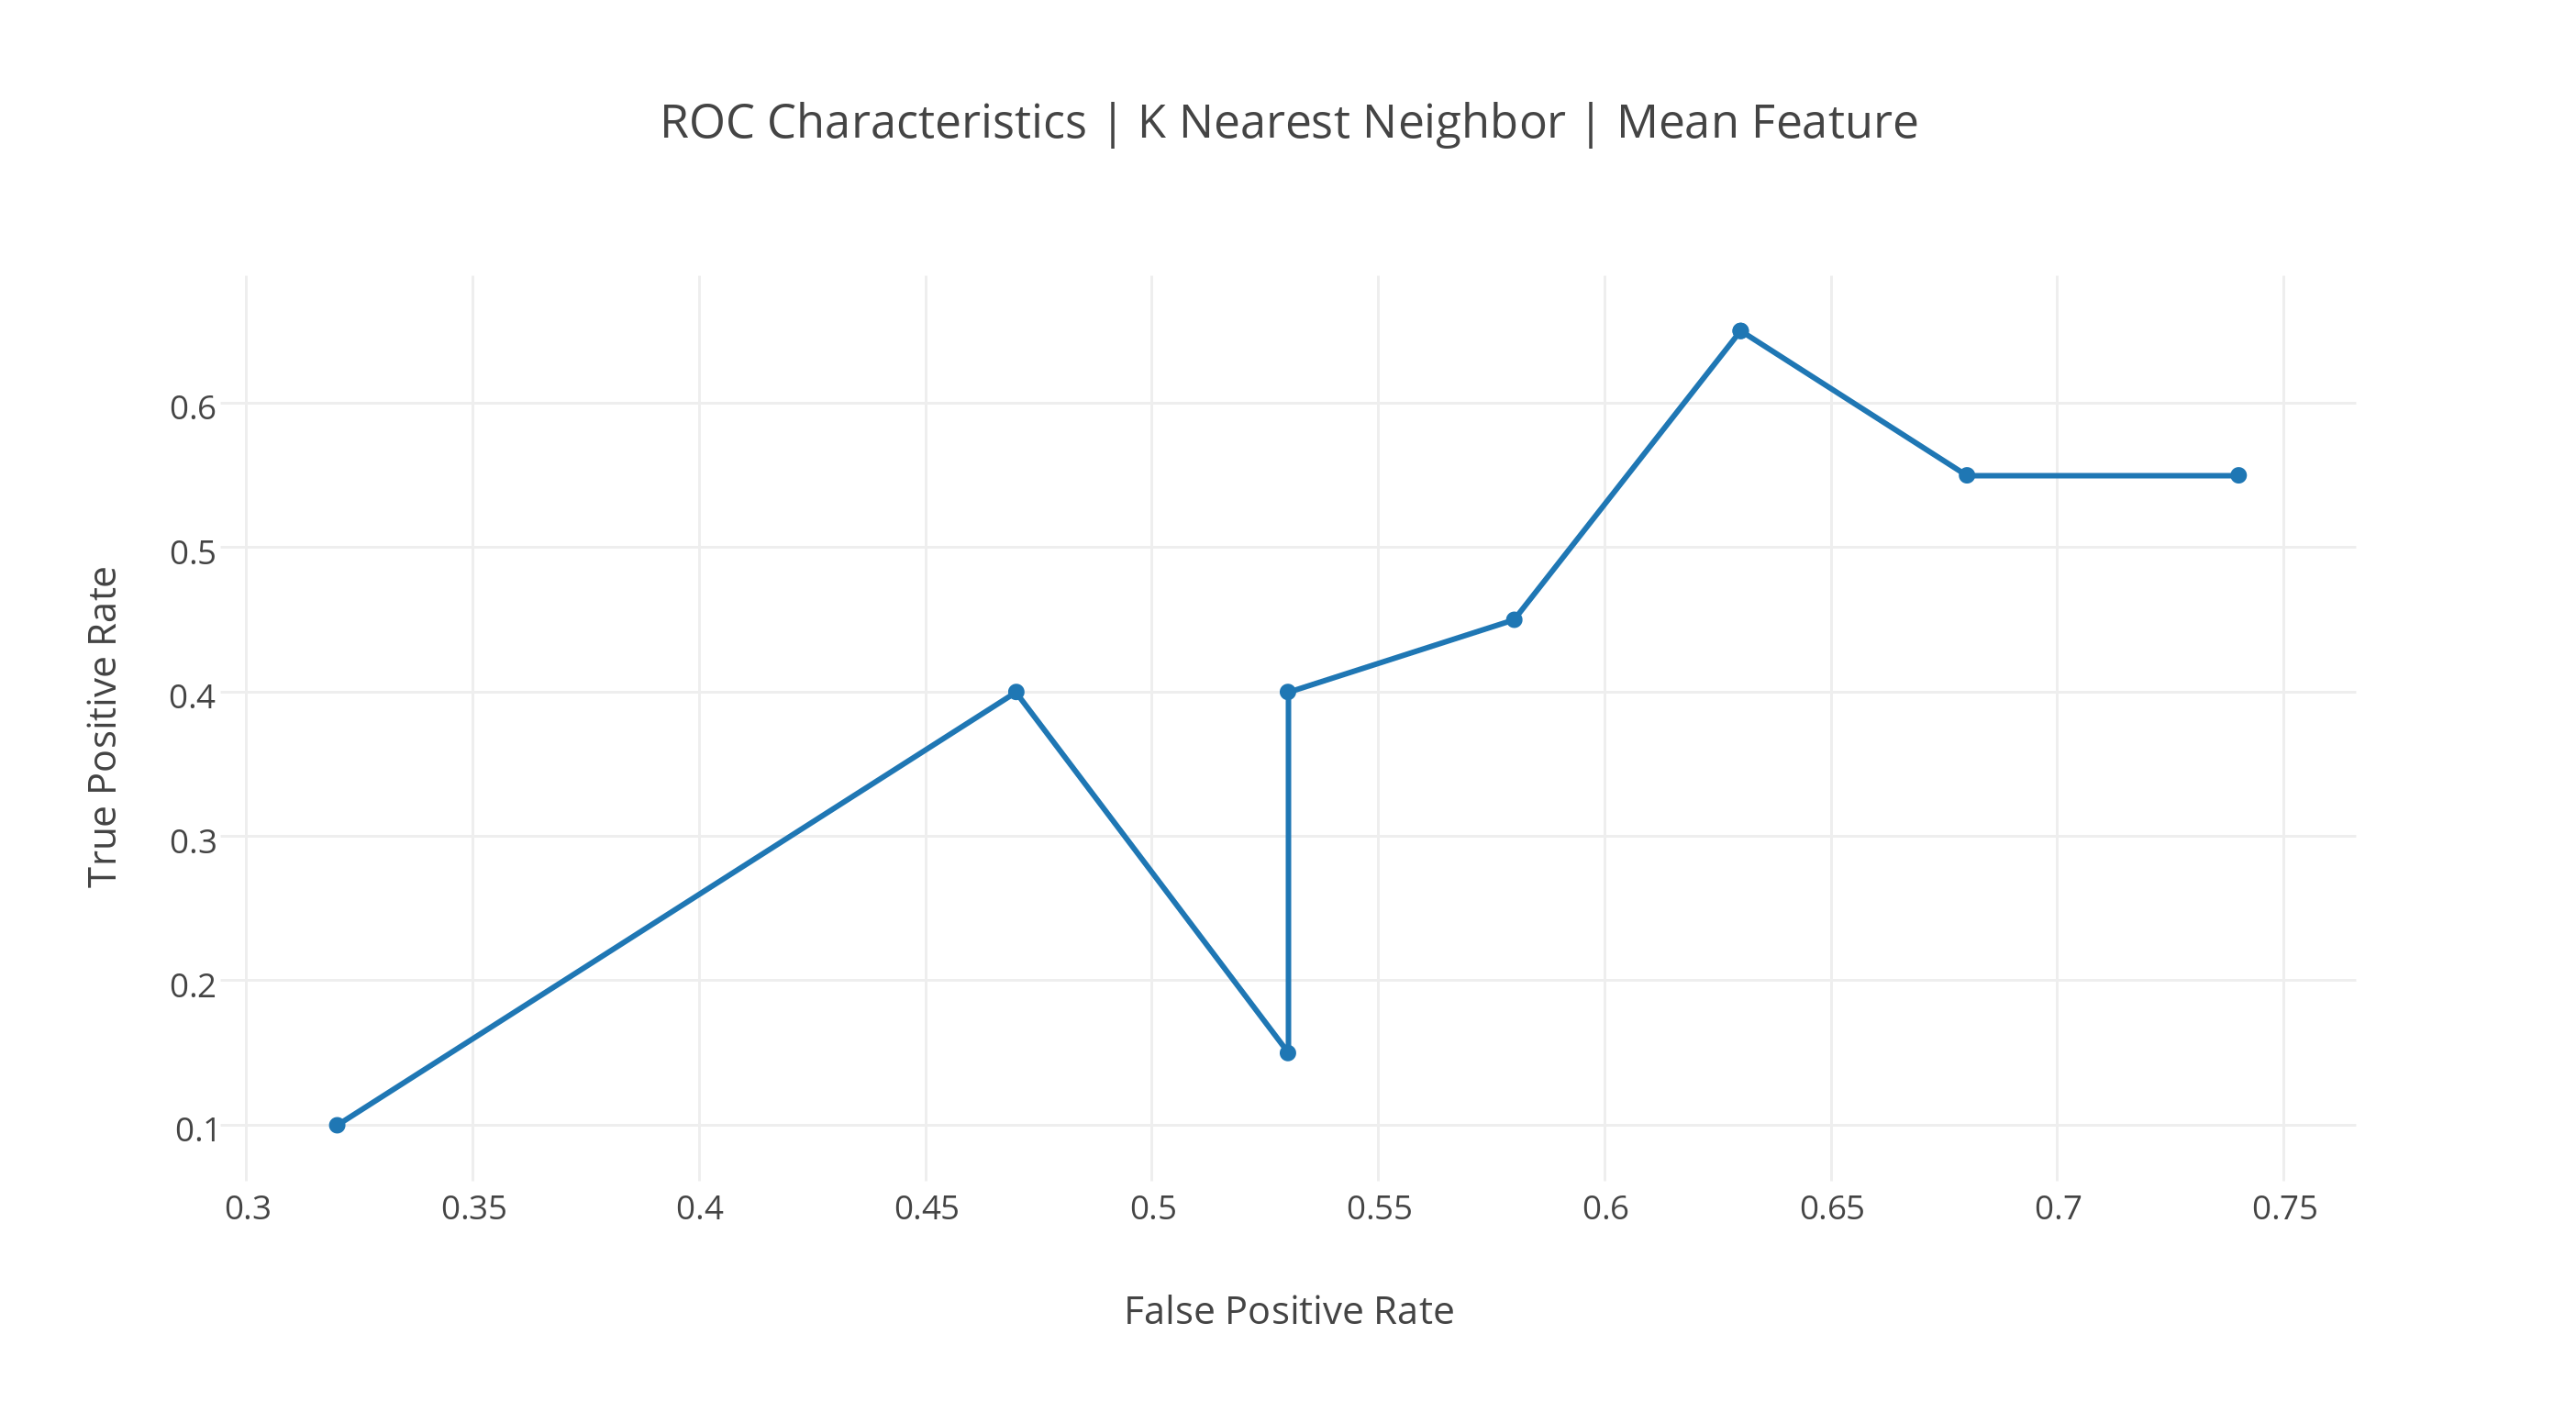 ROC Characteristics | K Nearest Neighbor | Mean Feature
True Positive Rate
0.6
0.5
0.4
0.3
0.2
0.1
0.3 0.35 0.4 0.45 0.5 0.55 0.6 0.65 0.7 0.75
False Positive Rate